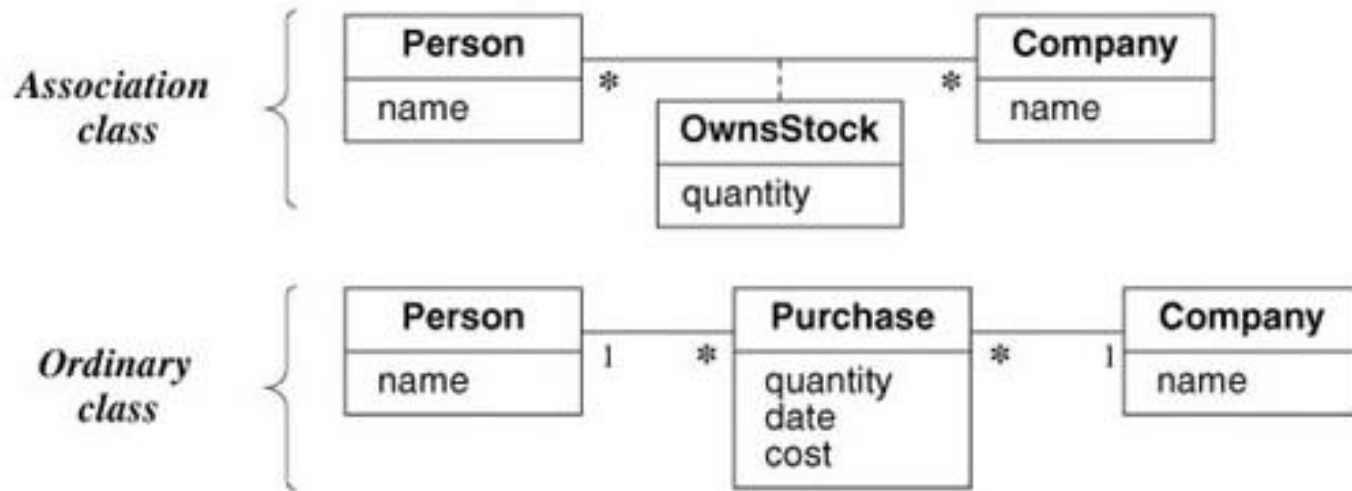 Association
class
Person
name
*
*
Company
name
OwnsStock
quantity
Ordinary
class
Person
name
1
*
Purchase
quantity
date
cost
*
1
Company
name